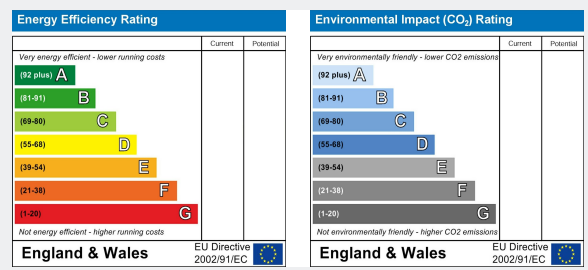 Energy Efficiency Rating
Current Potential
Very energy efficient - lower running costs
(92 plus) A
(81-91) B
(69-80) C
(55-68) D
(39-54) E
(21-38) F
(1-20) G
Not energy efficient - higher running costs
England & Wales
EU Directive
2002/91/EC
Environmental Impact (CO₂) Rating
Current Potential
Very environmentally friendly - lower CO2 emissions
(92 plus) A
(81-91) B
(69-80) C
(55-68) D
(39-54) E
(21-38) F
(1-20) G
Not environmentally friendly - higher CO2 emissions
England & Wales
EU Directive
2002/91/EC